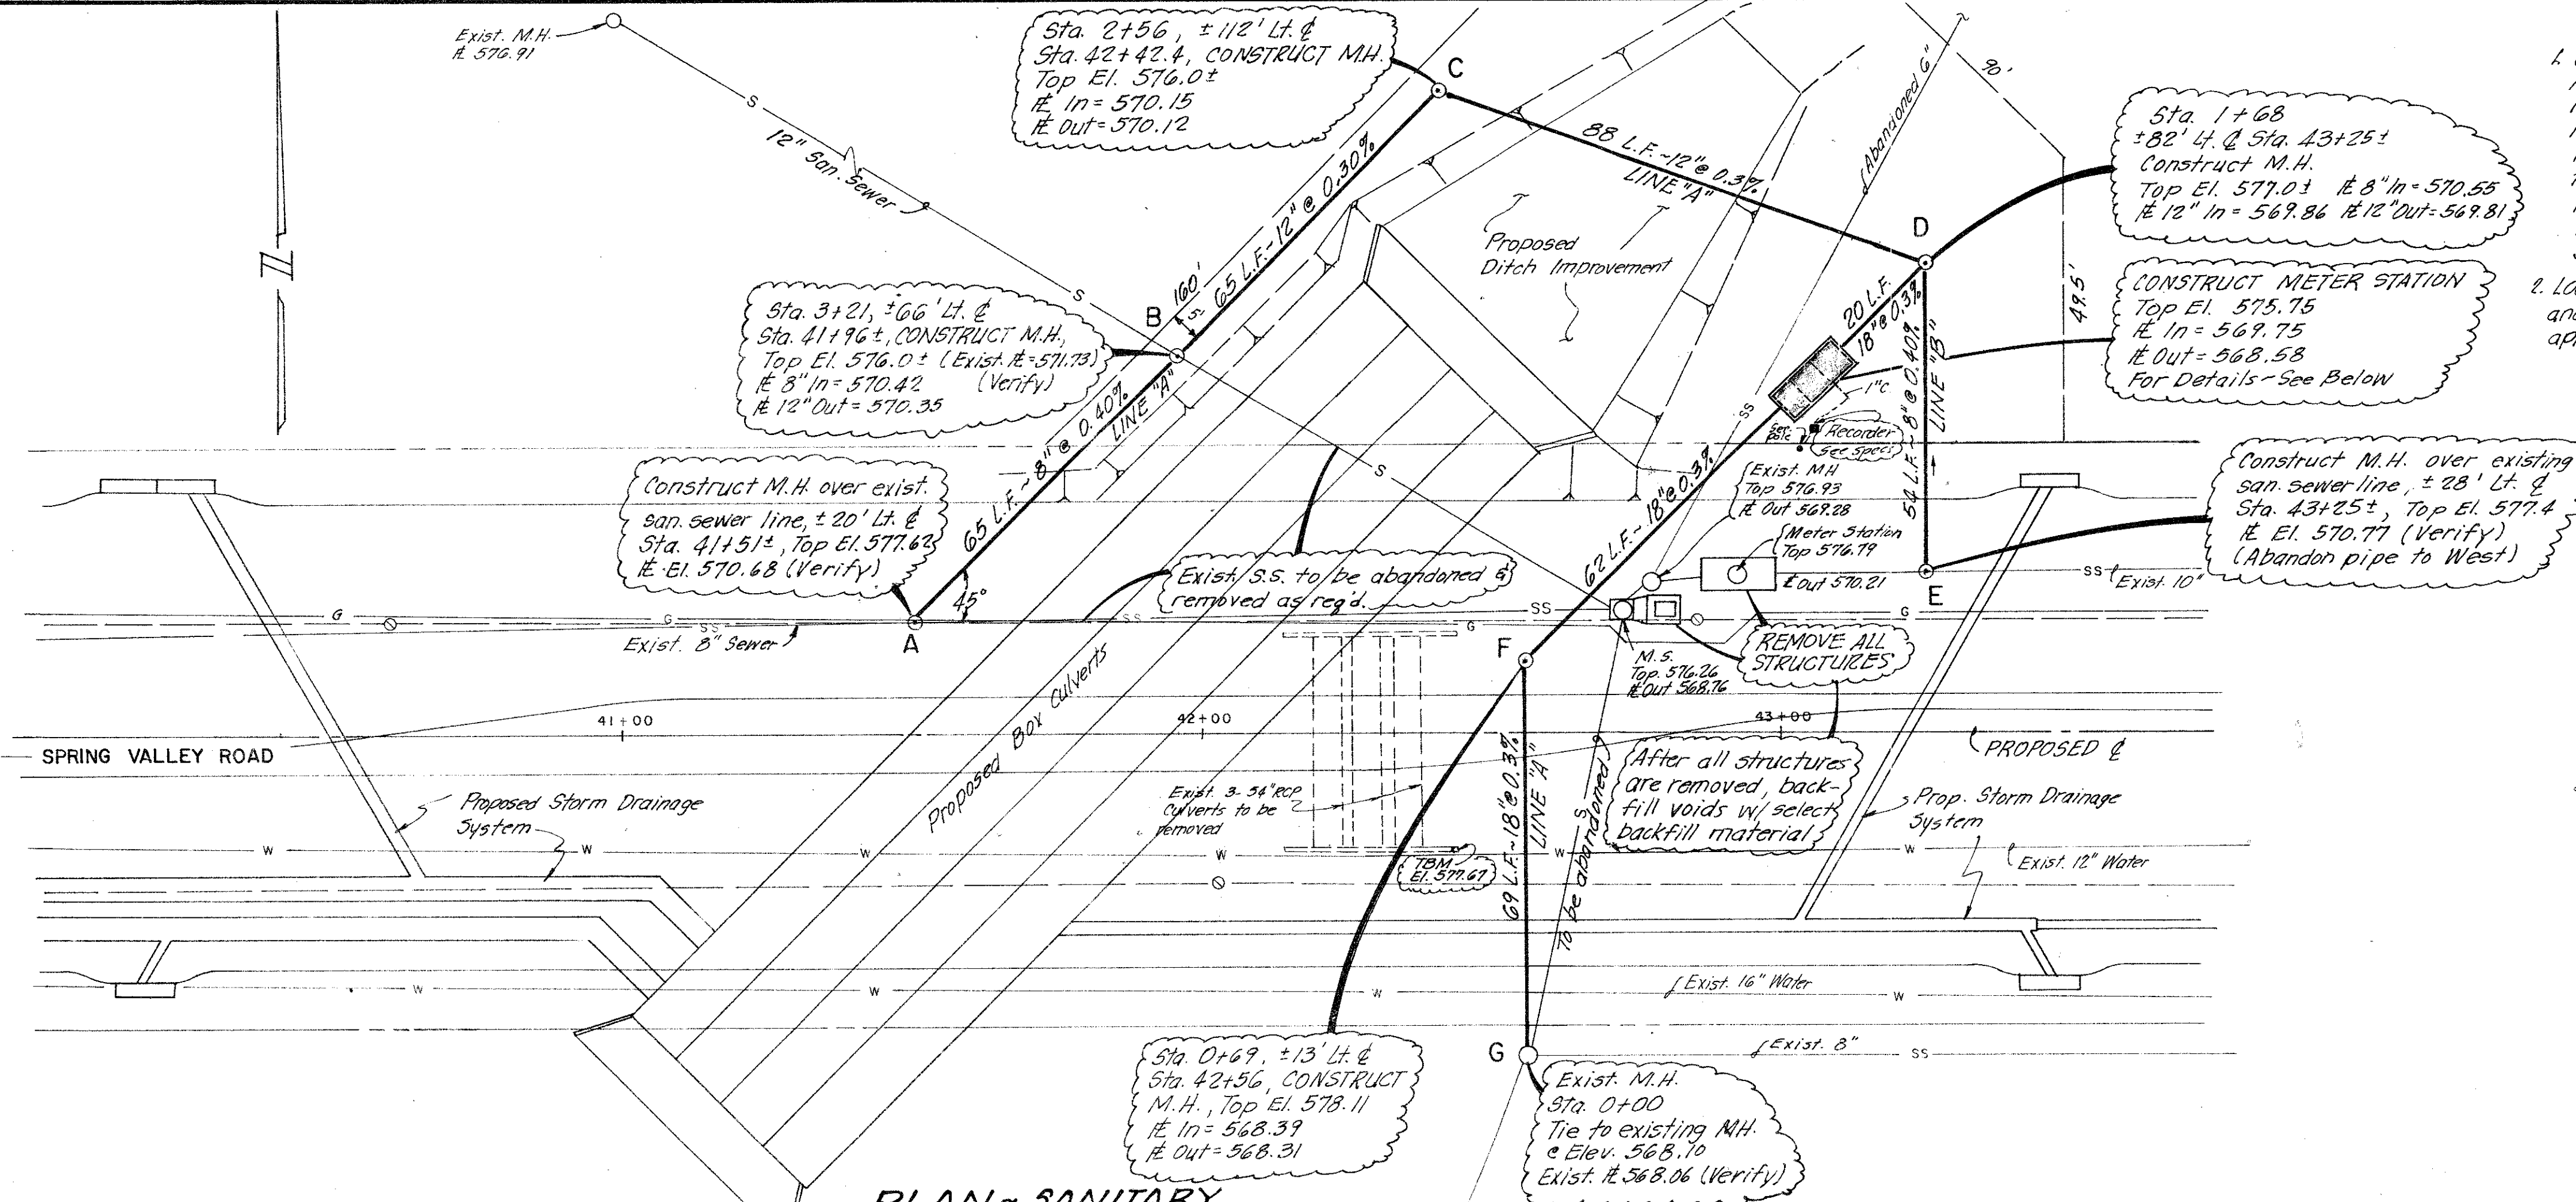 Exist. M.H.
℄ 576.91
12" San. Sewer
S
S
S
Sta. 2+56, ±112' Lt. ℄
Sta. 42+42.4, CONSTRUCT M.H.
Top El. 576.0±
℄ In = 570.15
℄ Out = 570.12
C
88 L.F.~12" @ 0.3%
LINE "A"
Abandoned 6"
90'
Sta. 1+68
±82' Lt. ℄ Sta. 43+25±
Construct M.H.
Top El. 577.0± ℄ 8" In = 570.55
℄ 12" In = 569.86 ℄ 12" Out = 569.81
D
49.5'
CONSTRUCT METER STATION
Top El. 575.75
℄ In = 569.75
℄ Out = 568.58
For Details~See Below
Proposed
Ditch Improvement
65 L.F.~12" @ 0.30%
160'
5'
B
Sta. 3+21, ±66' Lt. ℄
Sta. 41+96±, CONSTRUCT M.H.,
Top El. 576.0± (Exist. ℄ = 571.73)
℄ 8" In = 570.42 (Verify)
℄ 12" Out = 570.35
65 L.F.~8" @ 0.40%
LINE "A"
20 L.F.
18" @ 0.3%
54 L.F.~8" @ 0.40%
LINE "B"
1"C
SS
Ser.
Pole
Recorder
See Specs
Exist. MH
Top 576.93
℄ Out 569.28
Meter Station
Top 576.79
℄ Out 570.21
62 L.F.~18" @ 0.3%
Construct M.H. over existing
san. sewer line, ±28' Lt. ℄
Sta. 43+25±, Top El. 577.4
℄ El. 570.77 (Verify)
(Abandon pipe to West)
Construct M.H. over exist.
san. sewer line, ±20' Lt. ℄
Sta. 41+51±, Top El. 577.62
℄ El. 570.68 (Verify)
Exist. S.S. to be abandoned &
removed as req'd.
45°
SS Exist. 10"
E
G
G
SS
SS
SS
G
G
Exist. 8" Sewer
A
F
M.S.
Top 576.26
℄ Out 568.76
REMOVE ALL
STRUCTURES
41+00
42+00
43+00
SPRING VALLEY ROAD
PROPOSED ℄
Proposed Box Culverts
Proposed Storm Drainage
System
Exist. 3-54" RCP
Culverts to be
removed
TBM
El. 577.67
69 L.F.~18" @ 0.3%
LINE "A"
To be abandoned
S
After all structures
are removed, back-
fill voids w/ select
backfill material
Prop. Storm Drainage
System
W
W
W
W
W
W
Exist. 12" Water
W
W
W
W
Exist. 16" Water
G
Exist. 8"
SS
Sta. 0+69, ±13' Lt. ℄
Sta. 42+56, CONSTRUCT
M.H., Top El. 578.11
℄ In = 568.39
℄ Out = 568.31
Exist. M.H.
Sta. 0+00
Tie to existing M.H.
@ Elev. 568.10
Exist. ℄ 568.06 (Verify)
PLAN ~ SANITARY
2. LO
an
ap